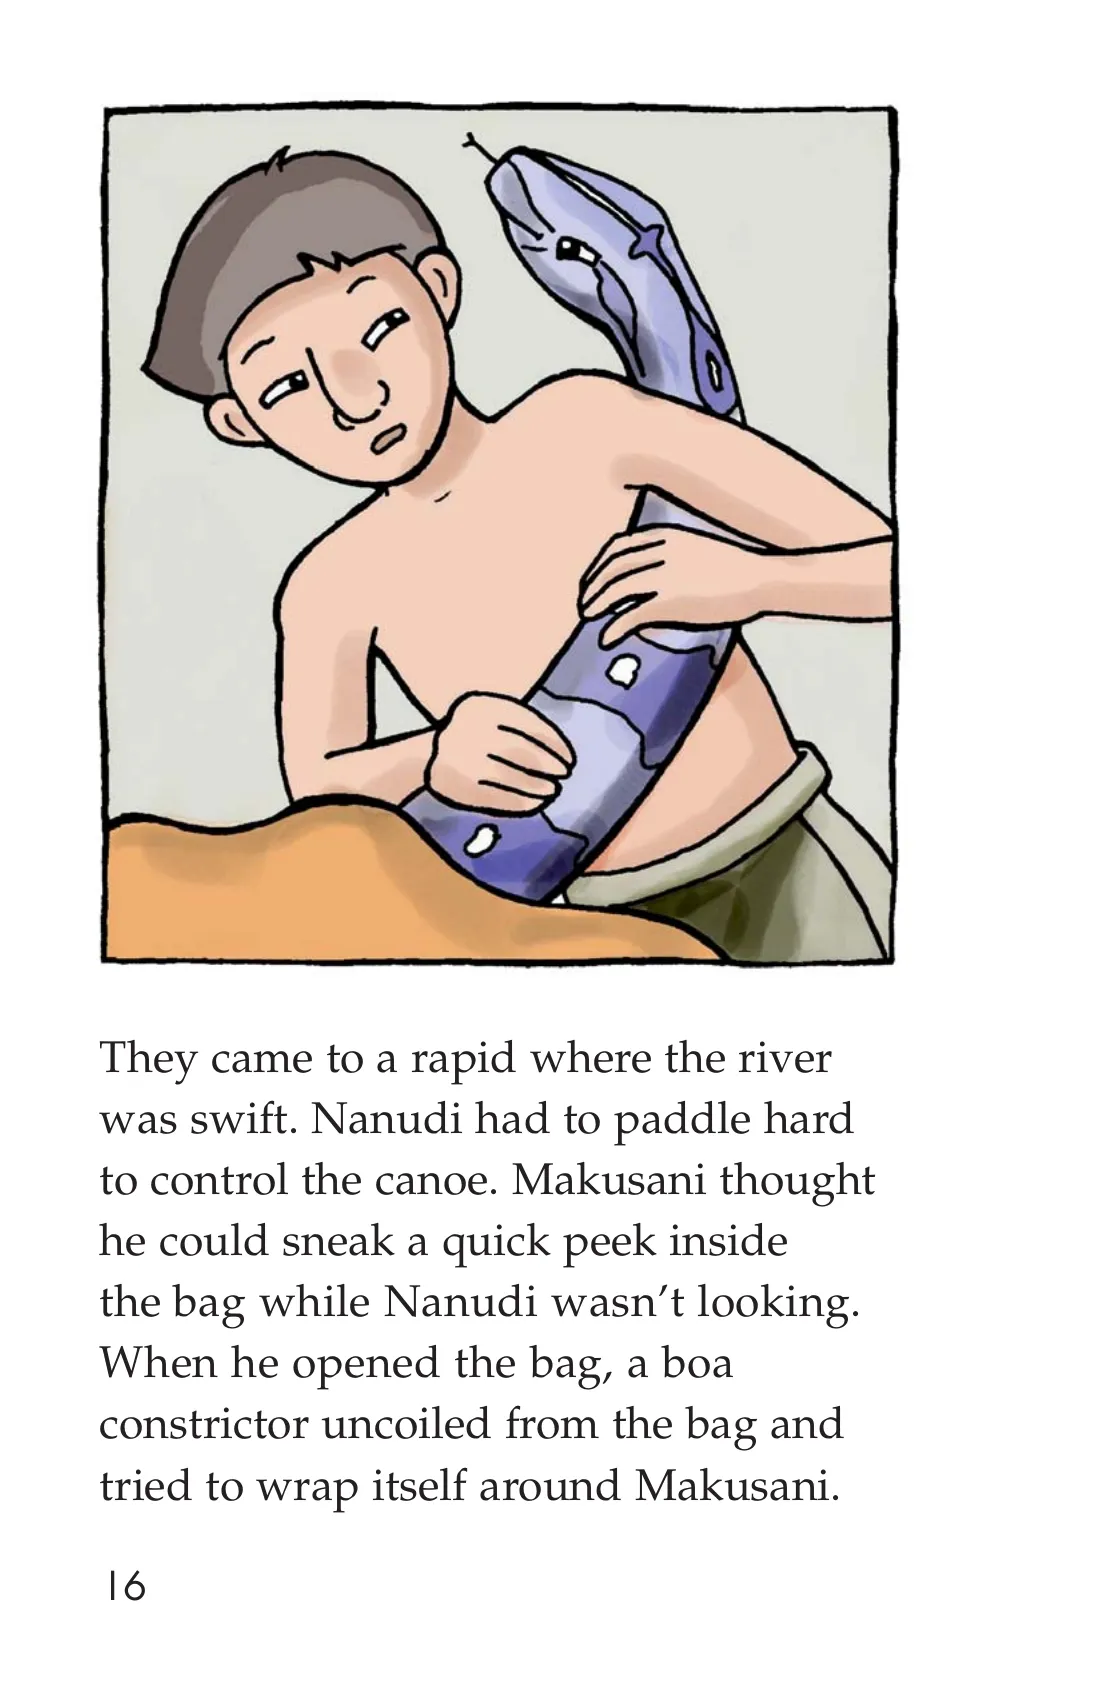 They came to a rapid where the river
was swift. Nanudi had to paddle hard
to control the canoe. Makusani thought
he could sneak a quick peek inside
the bag while Nanudi wasn’t looking.
When he opened the bag, a boa
constrictor uncoiled from the bag and
tried to wrap itself around Makusani.
16